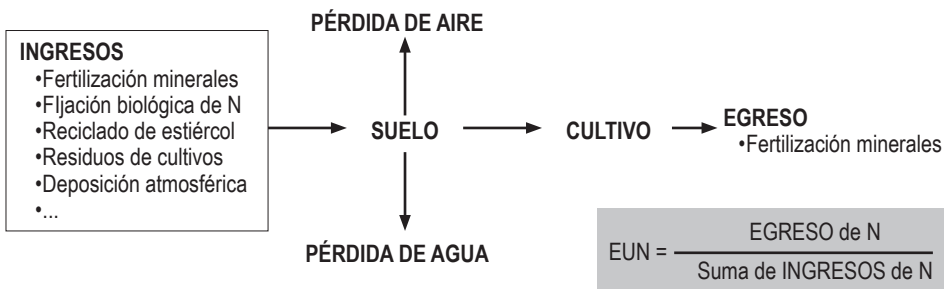 PÉRDIDA DE AIRE
INGRESOS
•Fertilización minerales
•FIjación biológica de N
•Reciclado de estiércol
•Residuos de cultivos
•Deposición atmosférica
•...
SUELO
CULTIVO
EGRESO
•Fertilización minerales
PÉRDIDA DE AGUA
EUN = EGRESO de N
Suma de INGRESOS de N